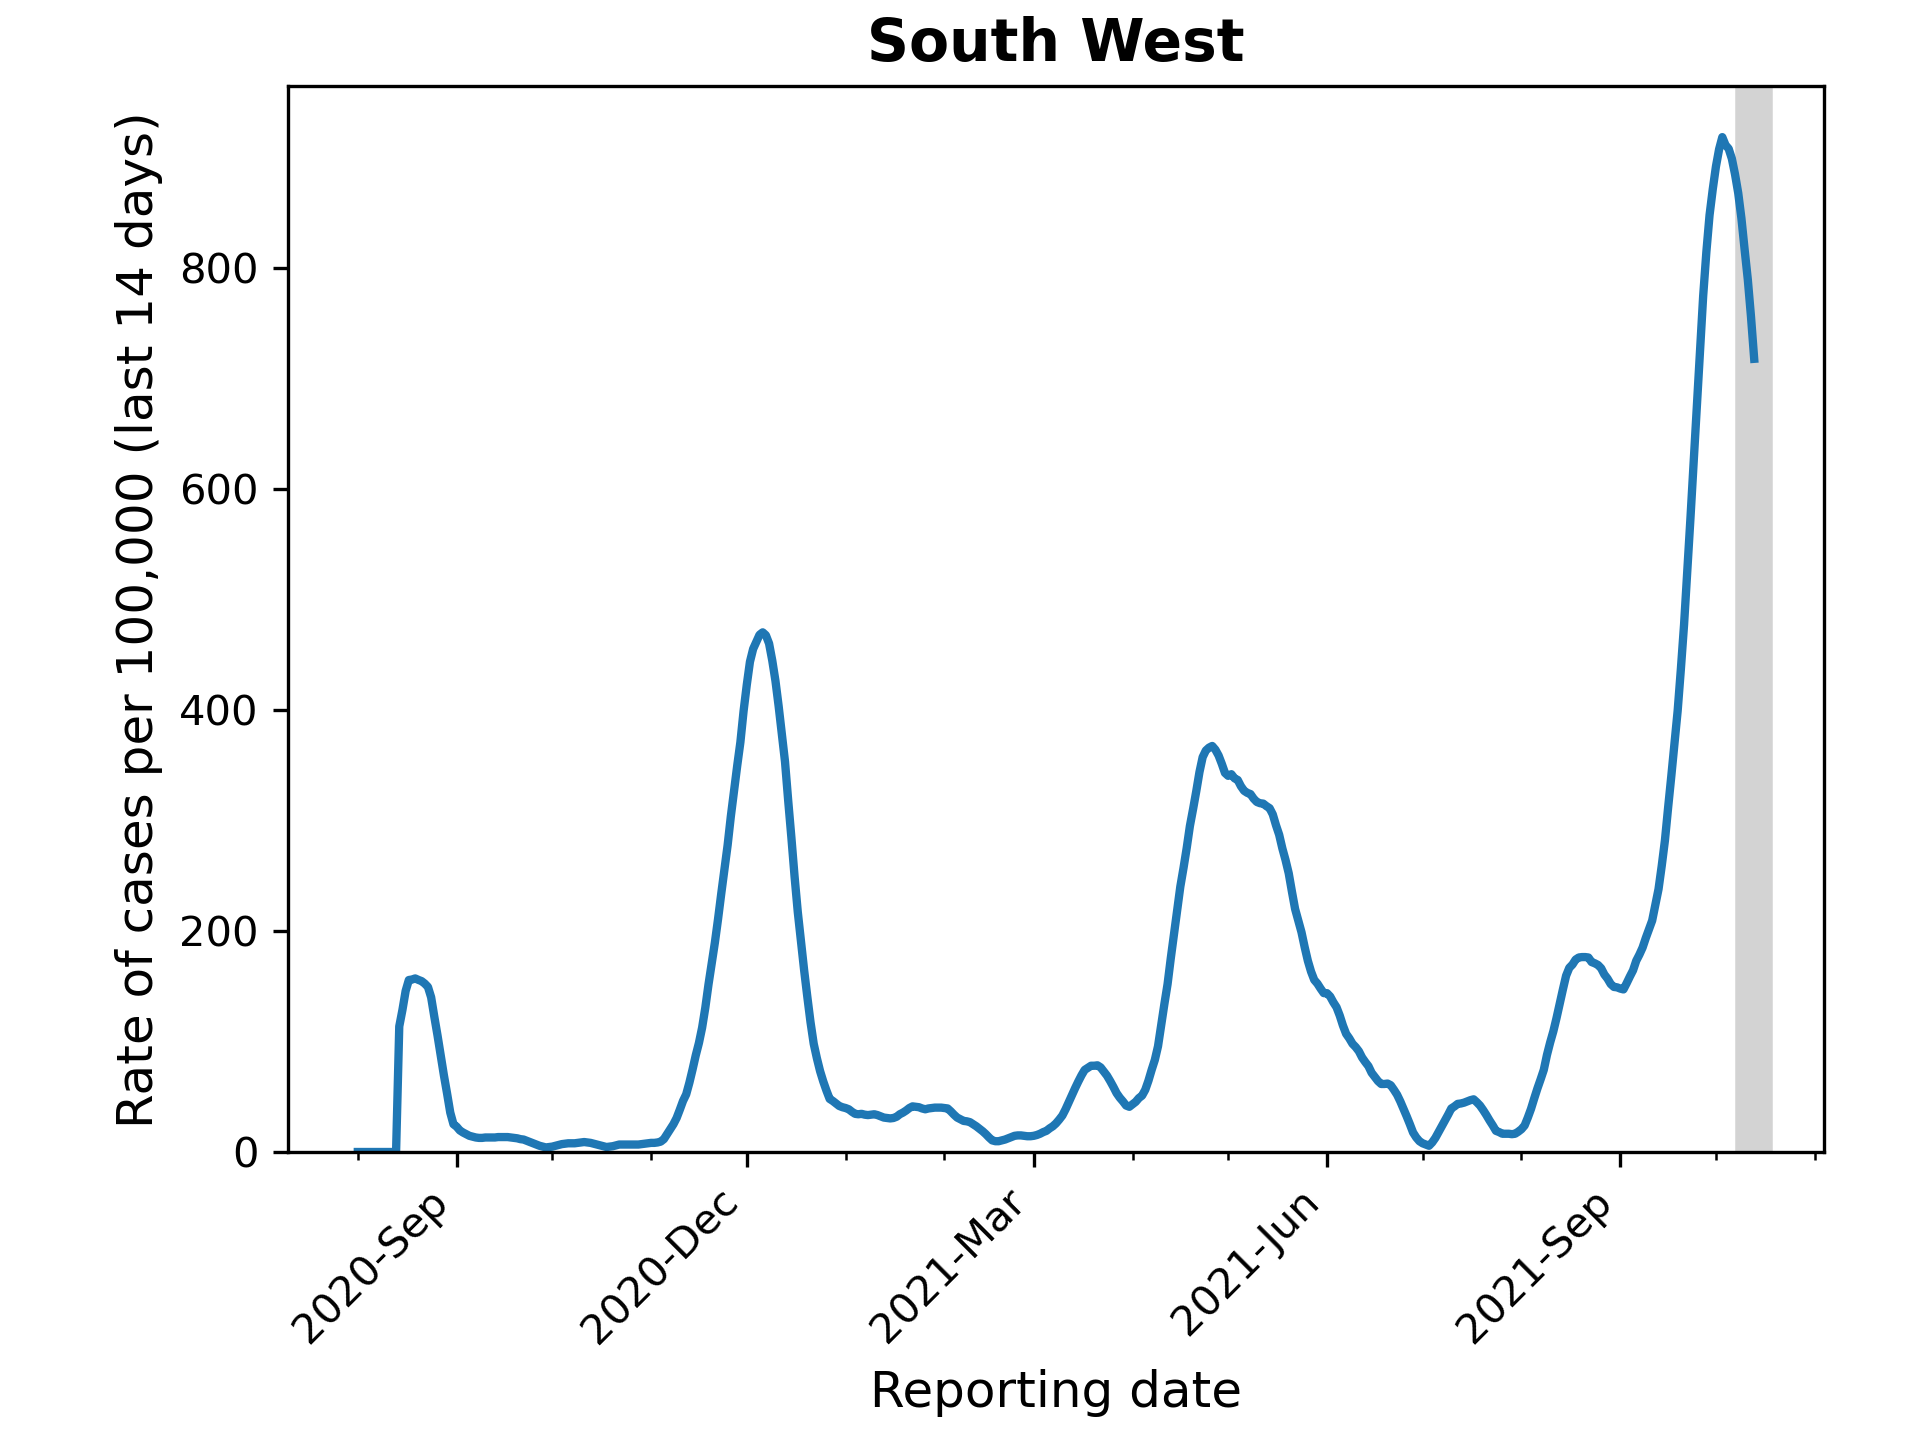 South West
Rate of cases per 100,000 (last 14 days)
800
600
400
200
0
2020-Sep
2020-Dec
2021-Mar
2021-Jun
2021-Sep
Reporting date